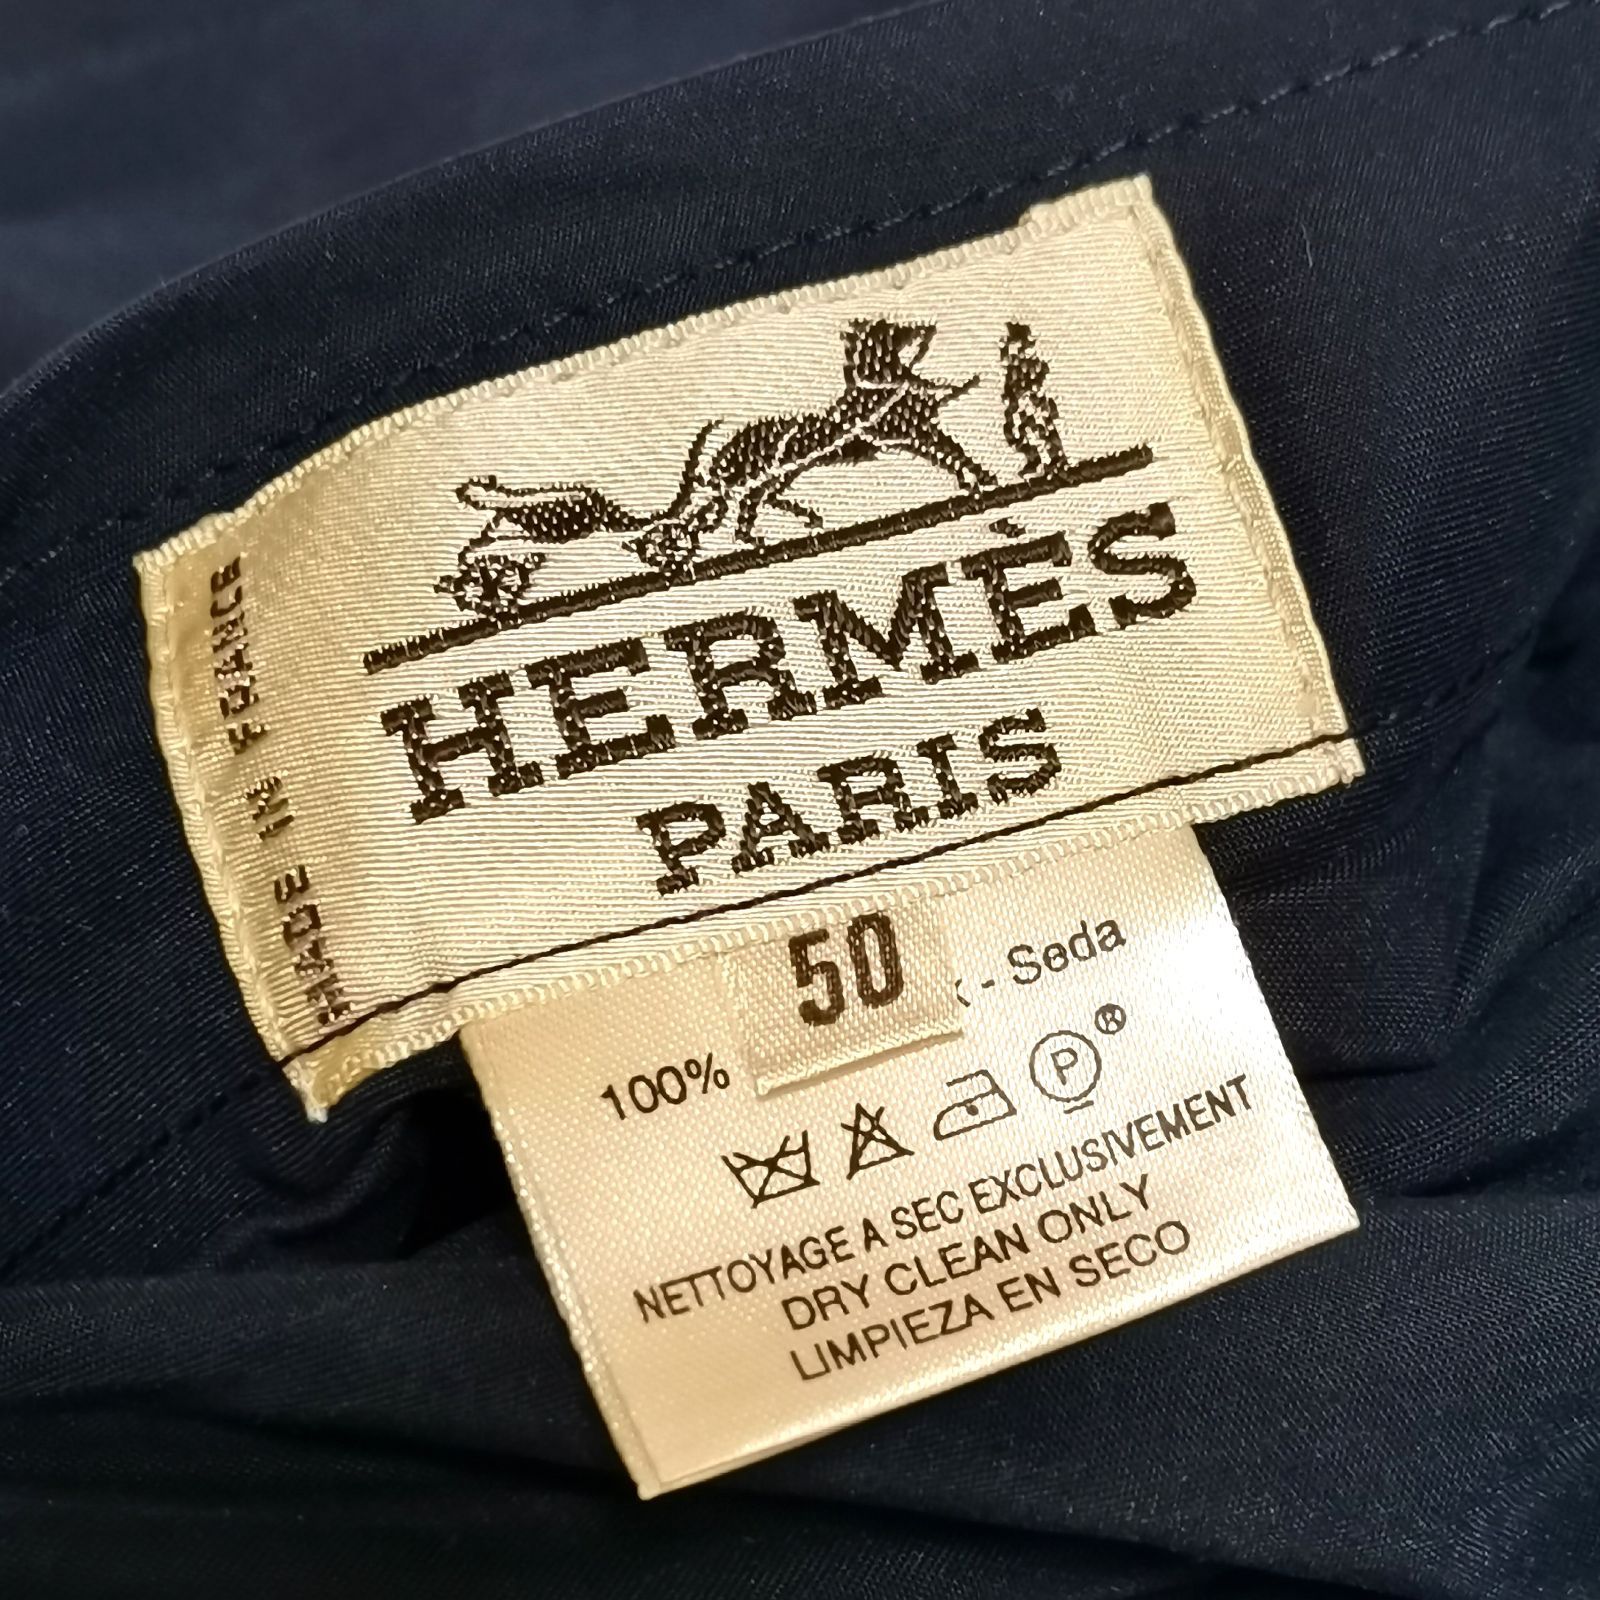 MADE IN FRANCE
HERMÈS
PARIS
50
100% - Seda
P®
NETTOYAGE A SEC EXCLUSIVEMENT
DRY CLEAN ONLY
LIMPIEZA EN SECO